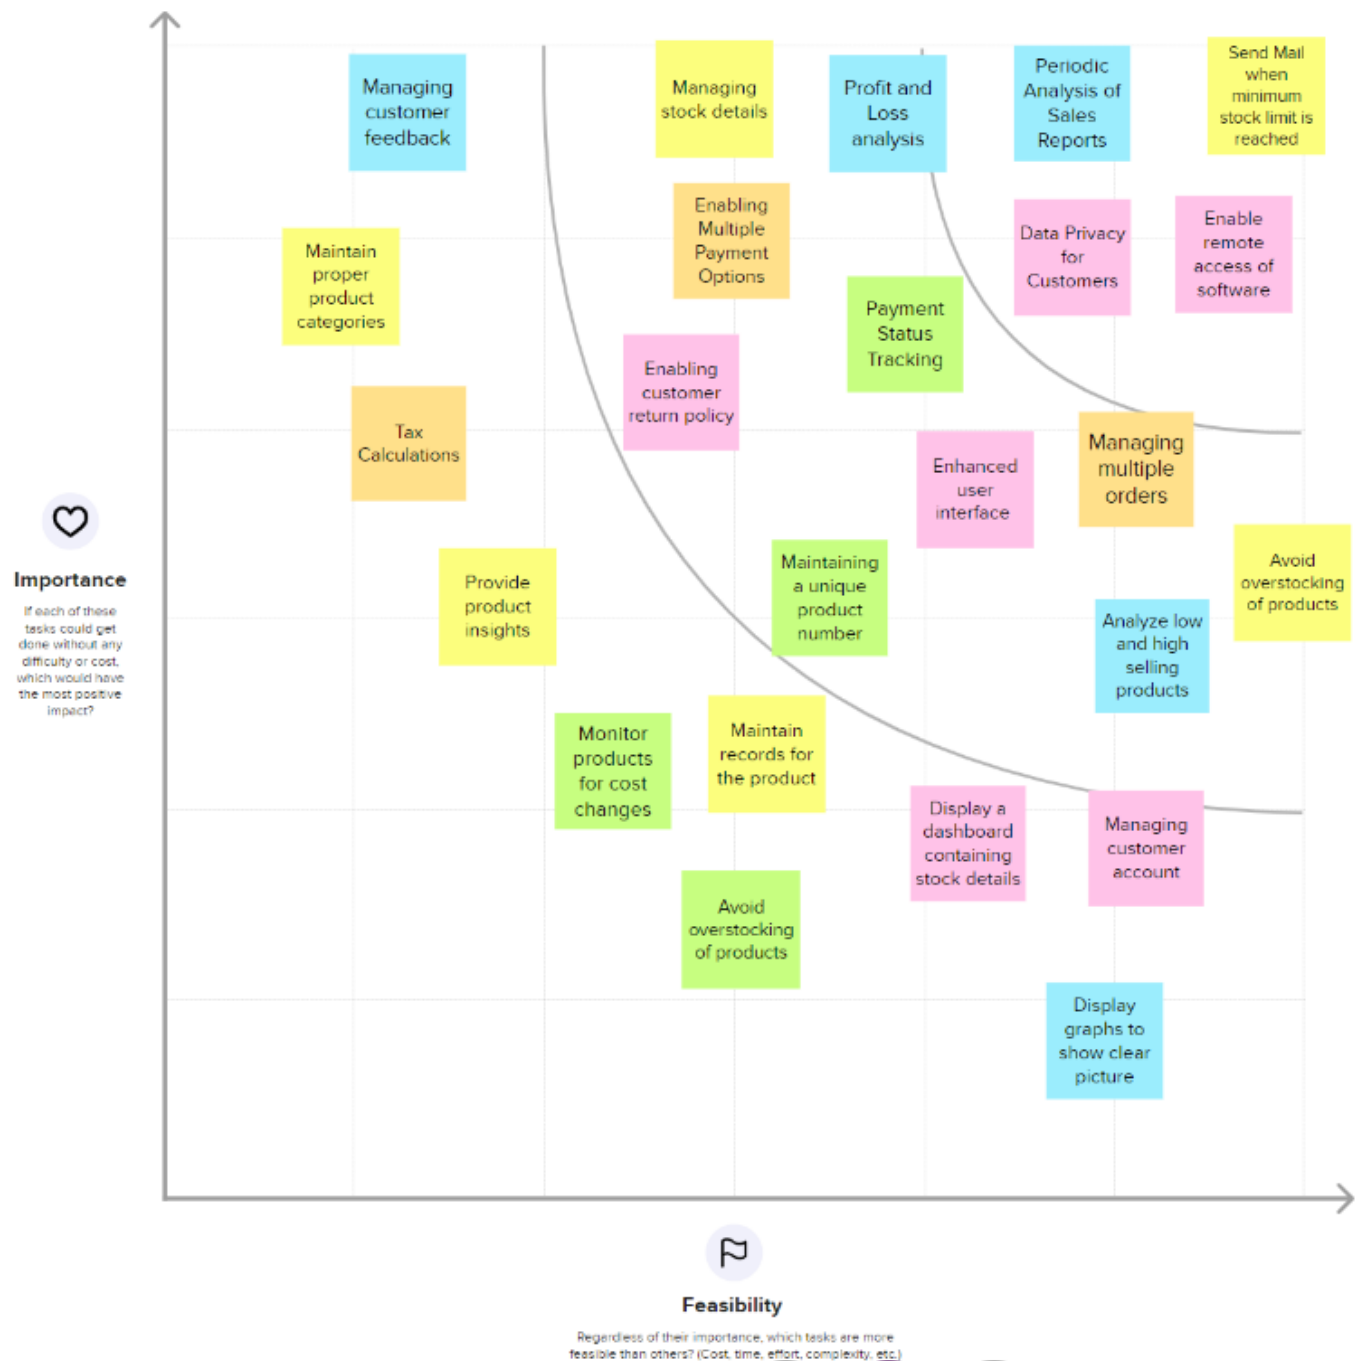 Managing
customer
feedback
Managing
stock details
Profit and
Loss
analysis
Periodic
Analysis of
Sales
Reports
Send Mail
when
minimum
stock limit is
reached
Maintain
proper
product
categories
Enabling
Multiple
Payment
Options
Data Privacy
for
Customers
Enable
remote
access of
software
Payment
Status
Tracking
Enabling
customer
return policy
Tax
Calculations
Enhanced
user
interface
Managing
multiple
orders
Provide
product
insights
Maintaining
a unique
product
number
Avoid
overstocking
of products
Analyze low
and high
selling
products
Importance
If each of these
tasks could get
done without any
difficulty or cost,
which would have
the most positive
impact?
Monitor
products
for cost
changes
Maintain
records for
the product
Display a
dashboard
containing
stock details
Managing
customer
account
Avoid
overstocking
of products
Display
graphs to
show clear
picture
Feasibility
Regardless of their importance, which tasks are more
feasible than others? (Cost, time, effort, complexity, etc.)